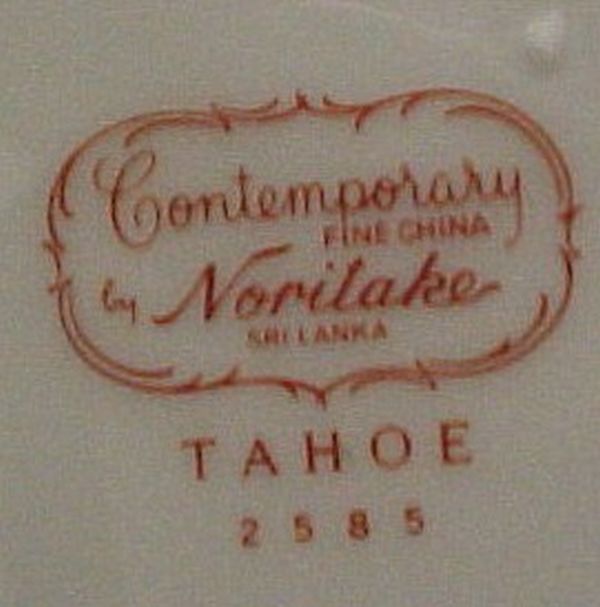 Contemporary
FINE CHINA
by Noritake
SRI LANKA
TAHOE
2585